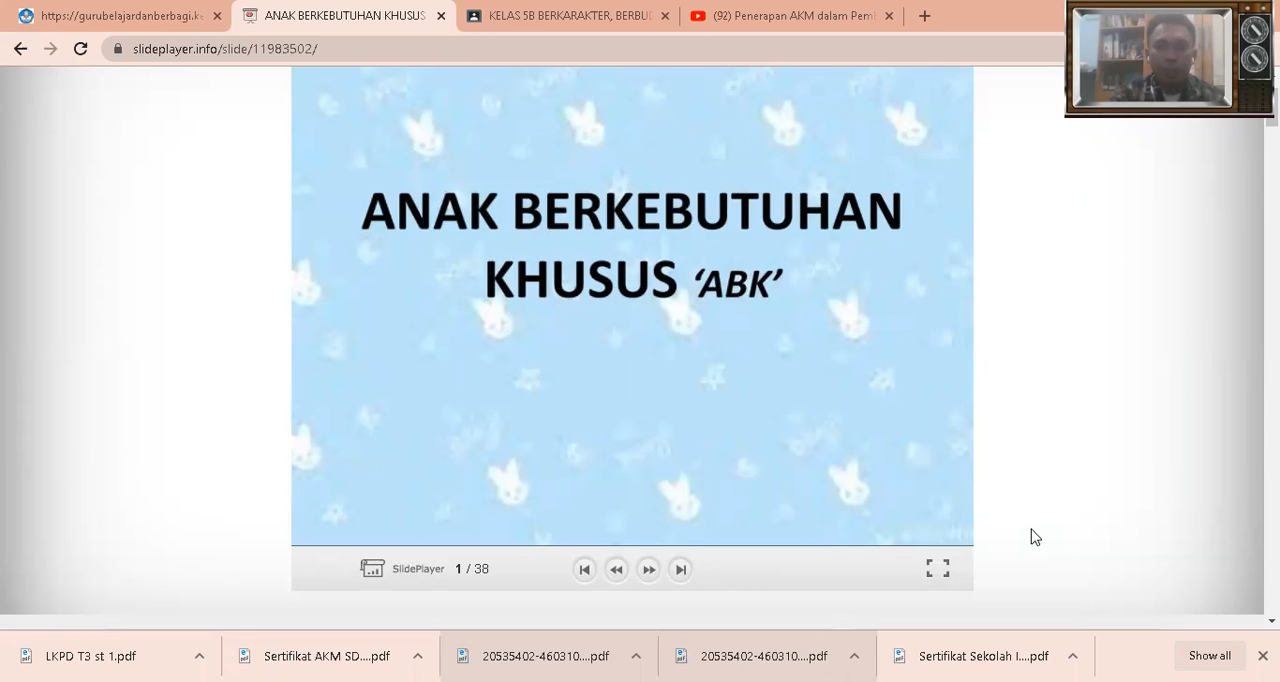 https://gurubelajardanberbagi.ke
ANAK BERKEBUTUHAN KHUSUS
KELAS 5B BERKARAKTER, BERBUD
(92) Penerapan AKM dalam Pemb
slideplayer.info/slide/11983502/
ANAK BERKEBUTUHAN
KHUSUS ‘ABK’
SlidePlayer 1 / 38
LKPD T3 st 1.pdf
Sertifikat AKM SD....pdf
20535402-460310....pdf
20535402-460310....pdf
Sertifikat Sekolah I....pdf
Show all